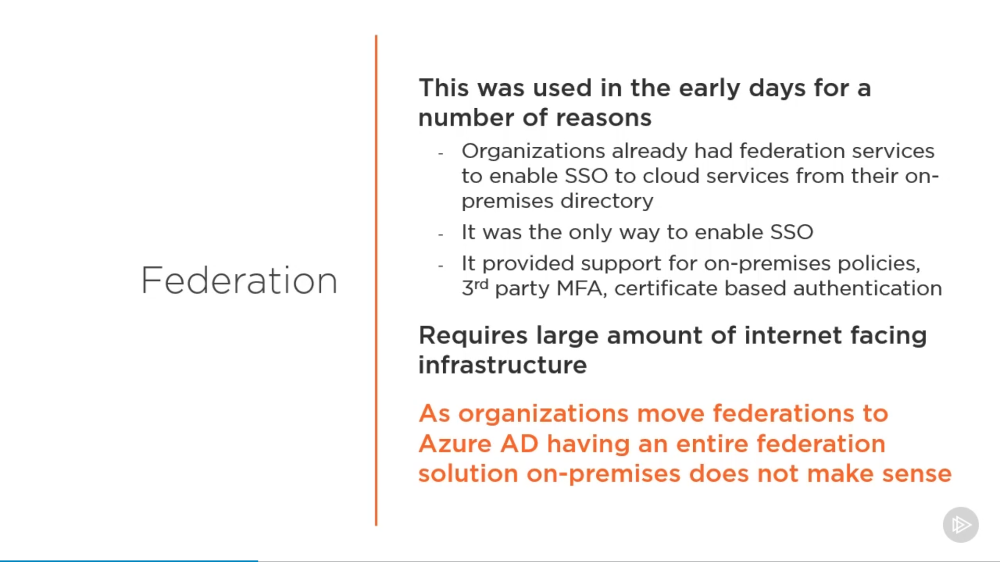 Federation
This was used in the early days for a
number of reasons
- Organizations already had federation services
to enable SSO to cloud services from their on-
premises directory
- It was the only way to enable SSO
- It provided support for on-premises policies,
3rd party MFA, certificate based authentication
Requires large amount of internet facing
infrastructure
As organizations move federations to
Azure AD having an entire federation
solution on-premises does not make sense